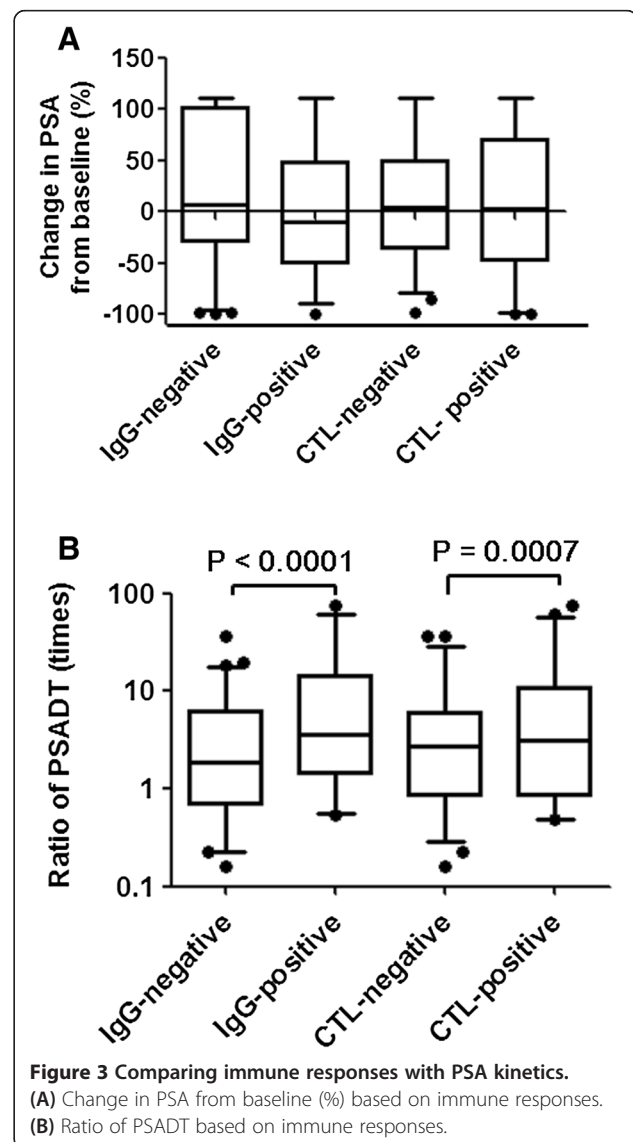 A
Change in PSA
from baseline (%)
150
100
50
0
-50
-100
IgG-negative
IgG-positive
CTL-negative
CTL- positive
B
P < 0.0001
P = 0.0007
Ratio of PSADT (times)
100
10
1
0.1
IgG-negative
IgG-positive
CTL-negative
CTL-positive
Figure 3 Comparing immune responses with PSA kinetics.
(A) Change in PSA from baseline (%) based on immune responses.
(B) Ratio of PSADT based on immune responses.